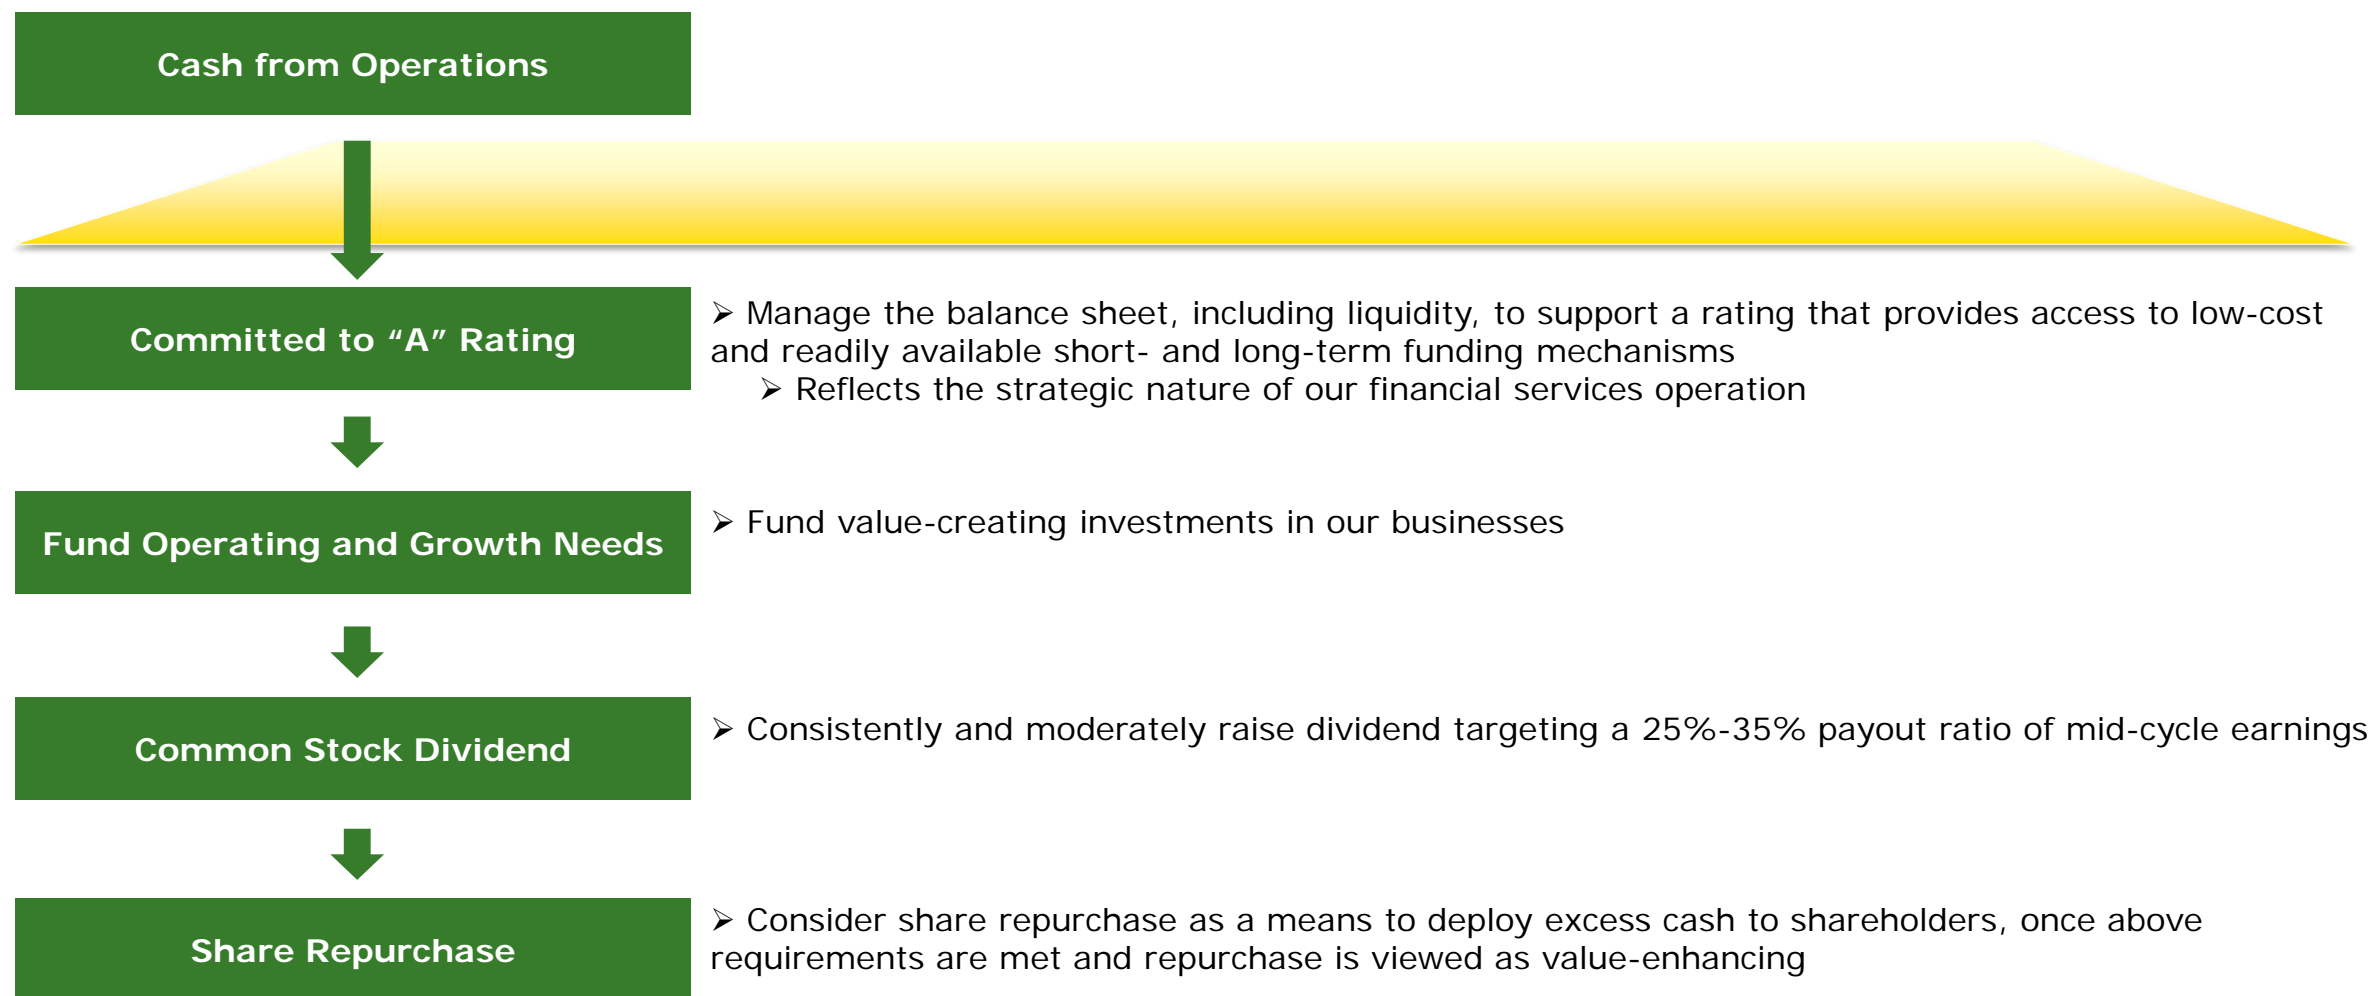 Cash from Operations
Committed to “A” Rating
➢ Manage the balance sheet, including liquidity, to support a rating that provides access to low-cost
and readily available short- and long-term funding mechanisms
➢ Reflects the strategic nature of our financial services operation
Fund Operating and Growth Needs
➢ Fund value-creating investments in our businesses
Common Stock Dividend
➢ Consistently and moderately raise dividend targeting a 25%-35% payout ratio of mid-cycle earnings
Share Repurchase
➢ Consider share repurchase as a means to deploy excess cash to shareholders, once above
requirements are met and repurchase is viewed as value-enhancing